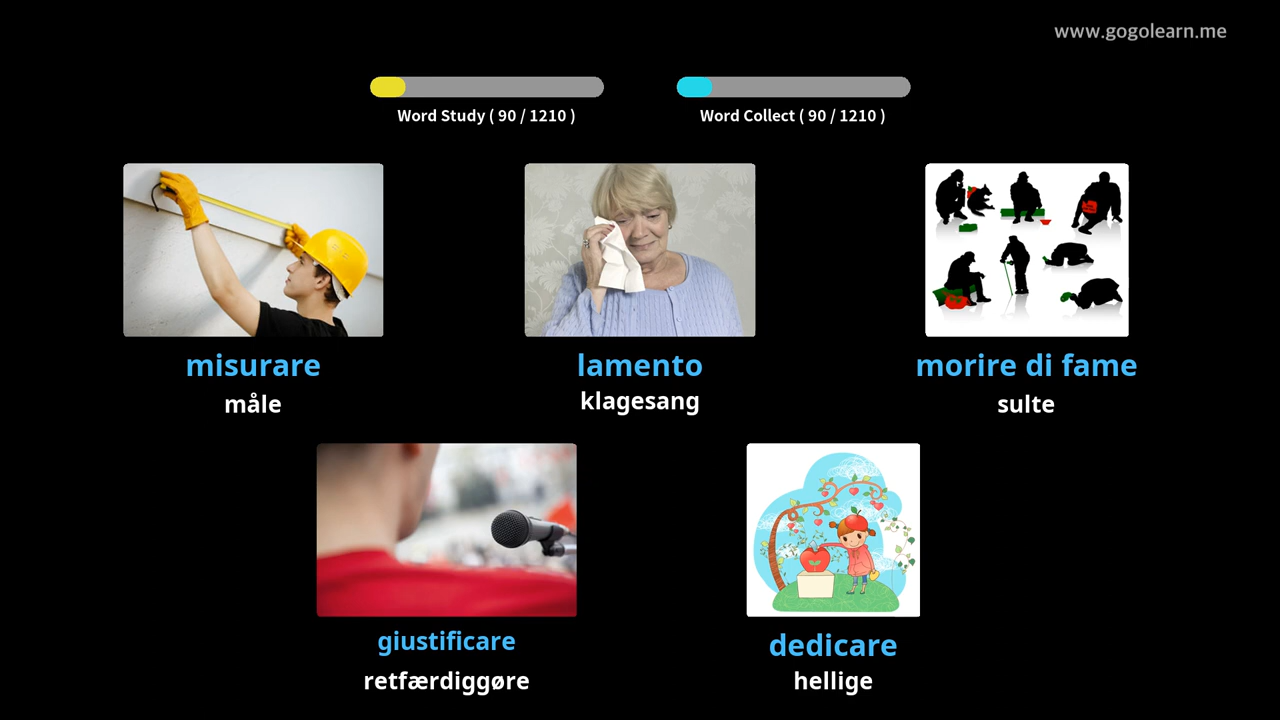 www.gogolearn.me
Word Study ( 90 / 1210 )
Word Collect ( 90 / 1210 )
misurare
måle
lamento
klagesang
morire di fame
sulte
giustificare
retfærdiggøre
dedicare
hellige